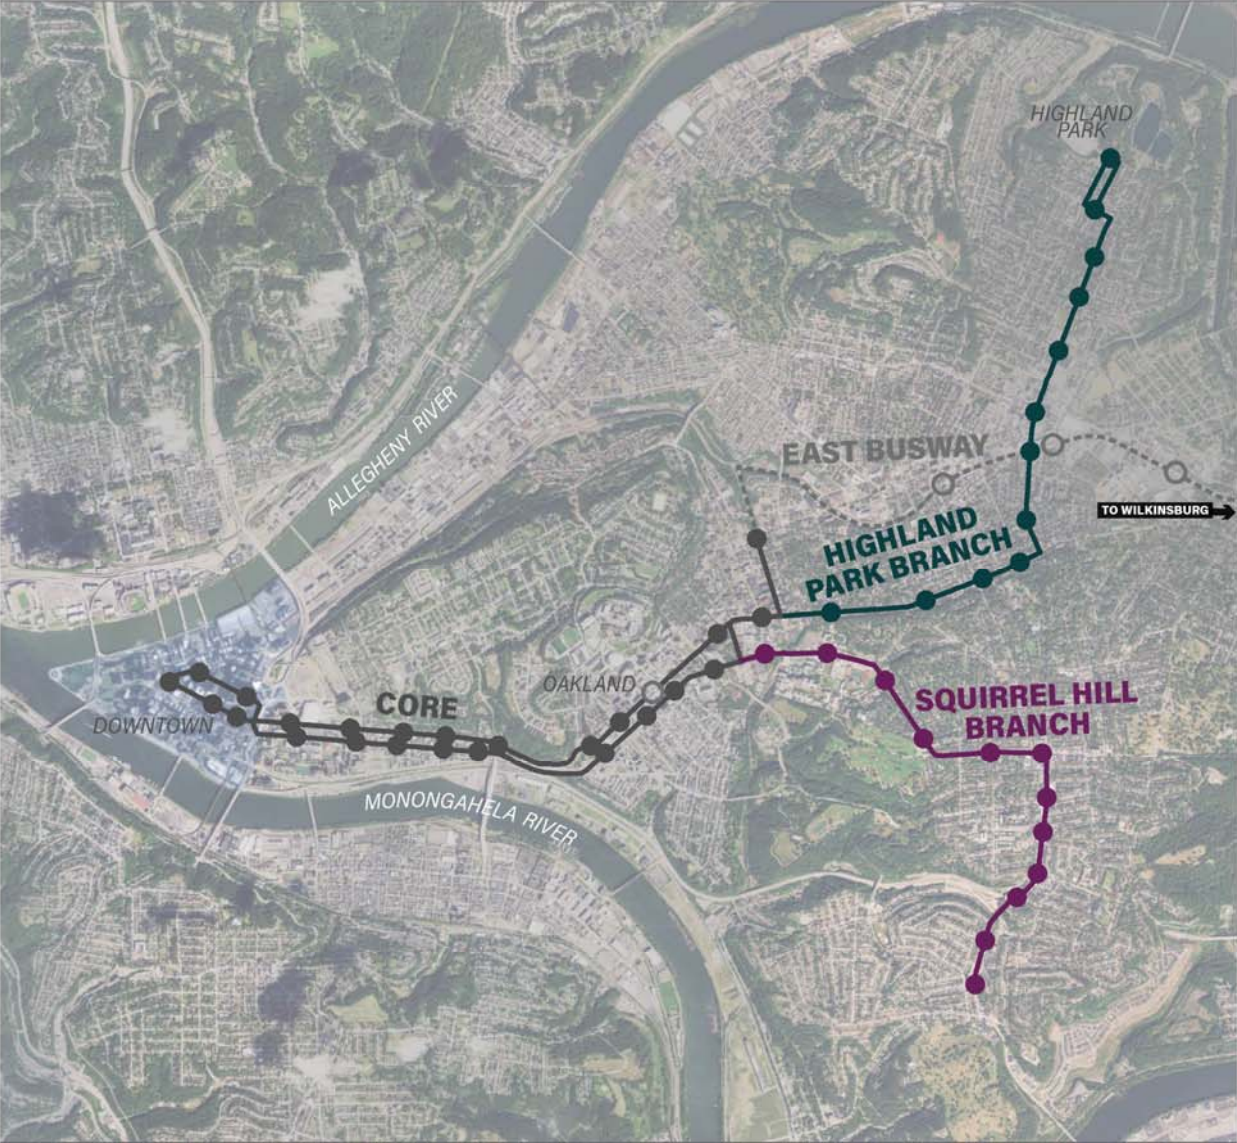 HIGHLAND
PARK
ALLEGHENY RIVER
EAST BUSWAY
TO WILKINSBURG
HIGHLAND
PARK BRANCH
OAKLAND
CORE
DOWNTOWN
SQUIRREL HILL
BRANCH
MONONGAHELA RIVER